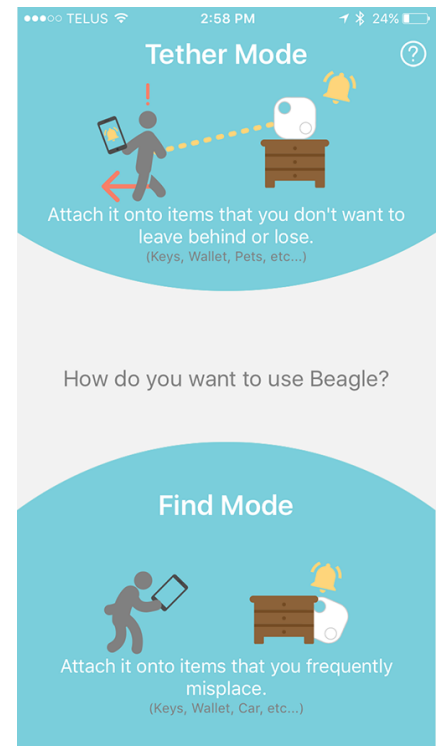 TELUS 2:58 PM 24%
Tether Mode
?
!
Attach it onto items that you don't want to
leave behind or lose.
(Keys, Wallet, Pets, etc...)
How do you want to use Beagle?
Find Mode
Attach it onto items that you frequently
misplace.
(Keys, Wallet, Car, etc...)